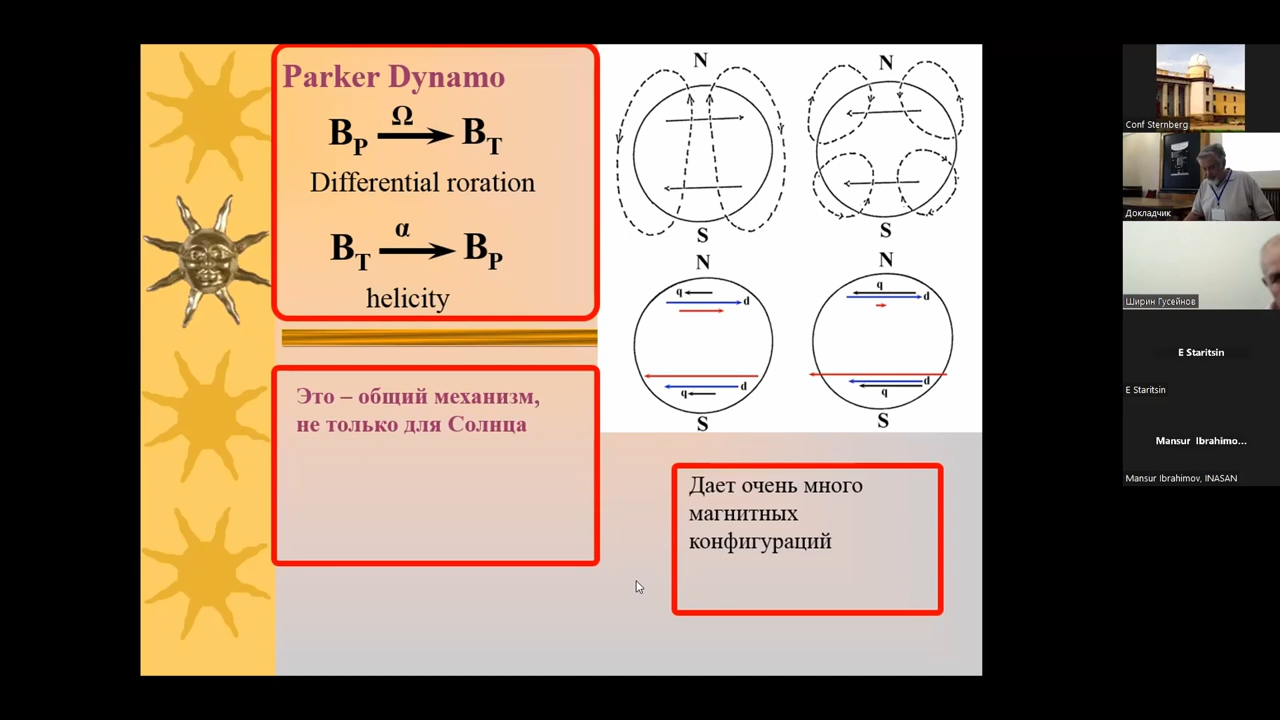 Parker Dynamo
B_P Ω→ B_T
Differential roration
B_T α→ B_P
helicity
Это – общий механизм,
не только для Солнца
N
N
S
S
N
N
q
d
q
d
d
q
d
q
S
S
Дает очень много
магнитных
конфигураций
Conf Sternberg
Докладчик
Ширин Гусейнов
E Staritsin
E Staritsin
Mansur Ibrahimo...
Mansur Ibrahimov, INASAN